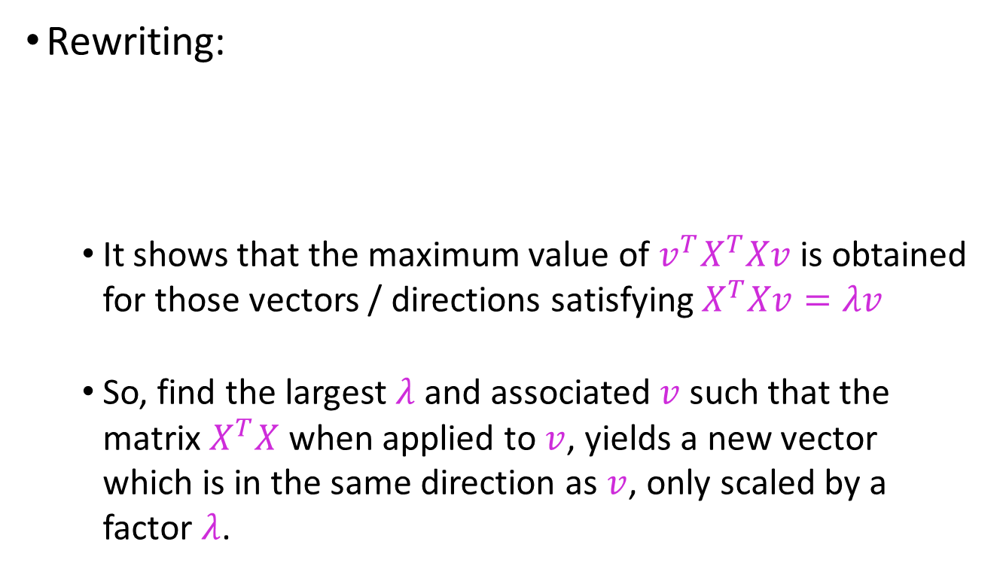 • Rewriting:
• It shows that the maximum value of $v^T X^T X v$ is obtained
for those vectors / directions satisfying $X^T X v = \lambda v$
• So, find the largest $\lambda$ and associated $v$ such that the
matrix $X^T X$ when applied to $v$, yields a new vector
which is in the same direction as $v$, only scaled by a
factor $\lambda$.